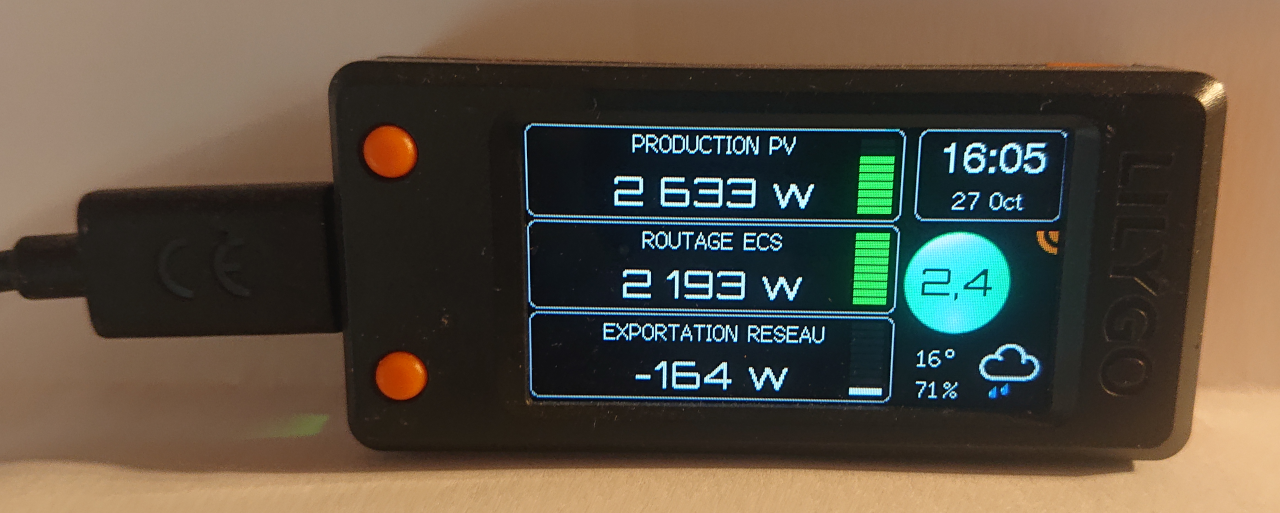 PRODUCTION PV
2 633 W
16:05
27 Oct
ROUTAGE ECS
2 193 W
2,4
EXPORTATION RESEAU
-164 W
16°
71%
LILYGO
CE